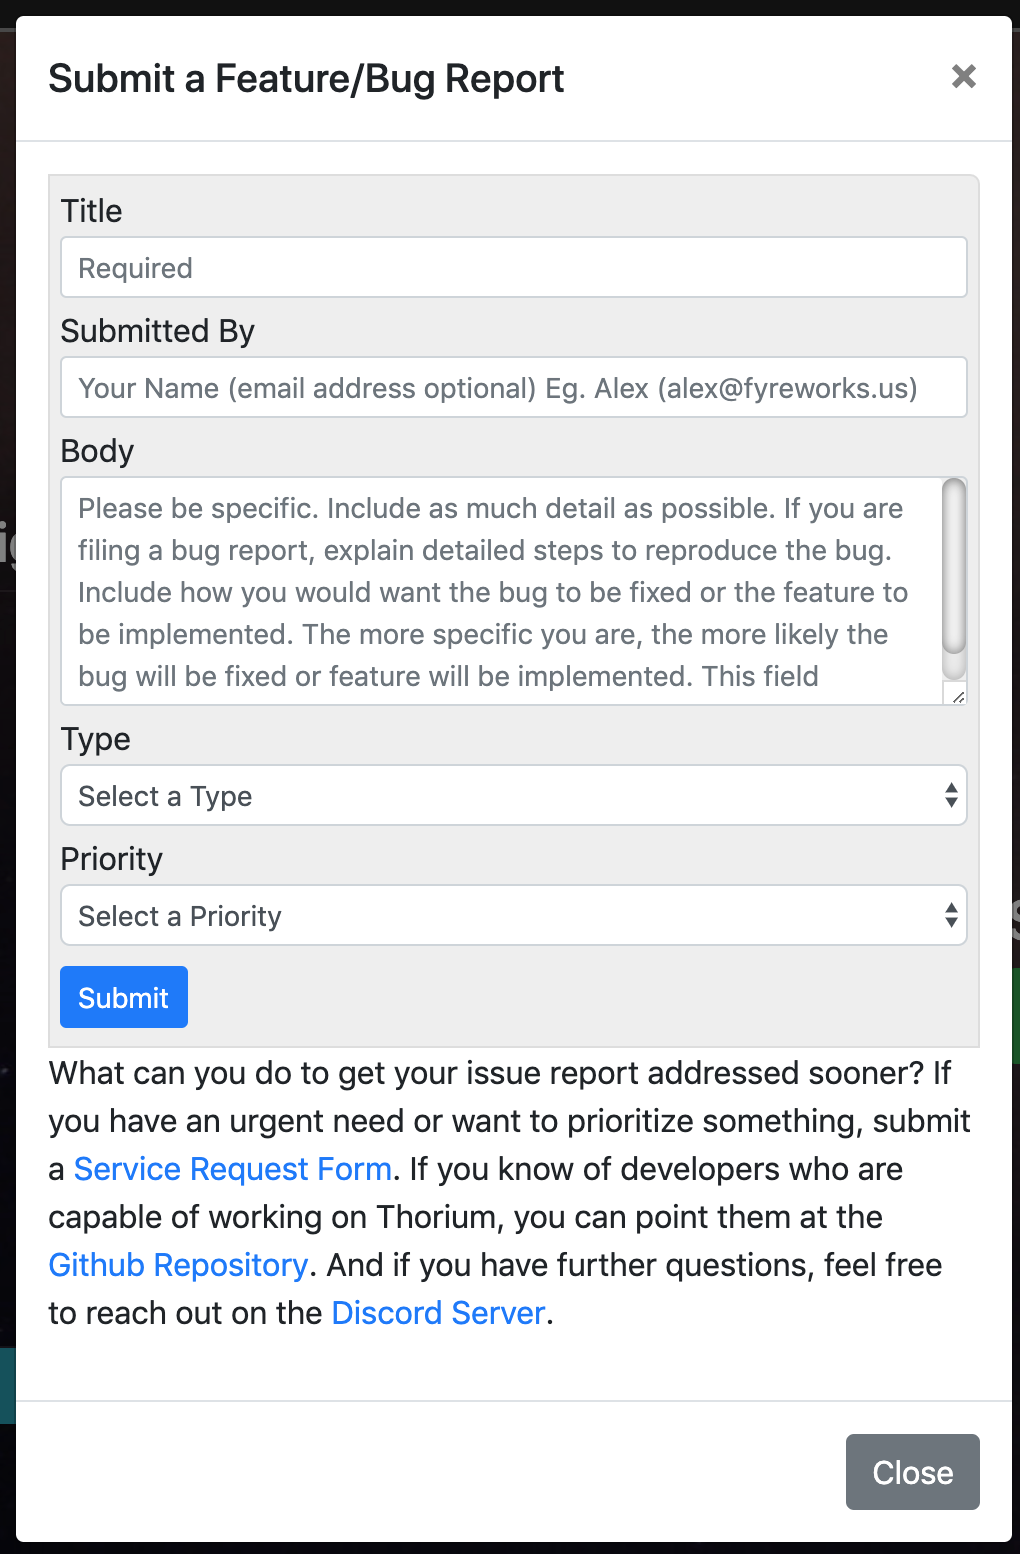 Submit a Feature/Bug Report
×
Title
Required
Submitted By
Your Name (email address optional) Eg. Alex (alex@fyreworks.us)
Body
Please be specific. Include as much detail as possible. If you are
filing a bug report, explain detailed steps to reproduce the bug.
Include how you would want the bug to be fixed or the feature to
be implemented. The more specific you are, the more likely the
bug will be fixed or feature will be implemented. This field
Type
Select a Type
Priority
Select a Priority
Submit
What can you do to get your issue report addressed sooner? If
you have an urgent need or want to prioritize something, submit
a Service Request Form. If you know of developers who are
capable of working on Thorium, you can point them at the
Github Repository. And if you have further questions, feel free
to reach out on the Discord Server.
Close